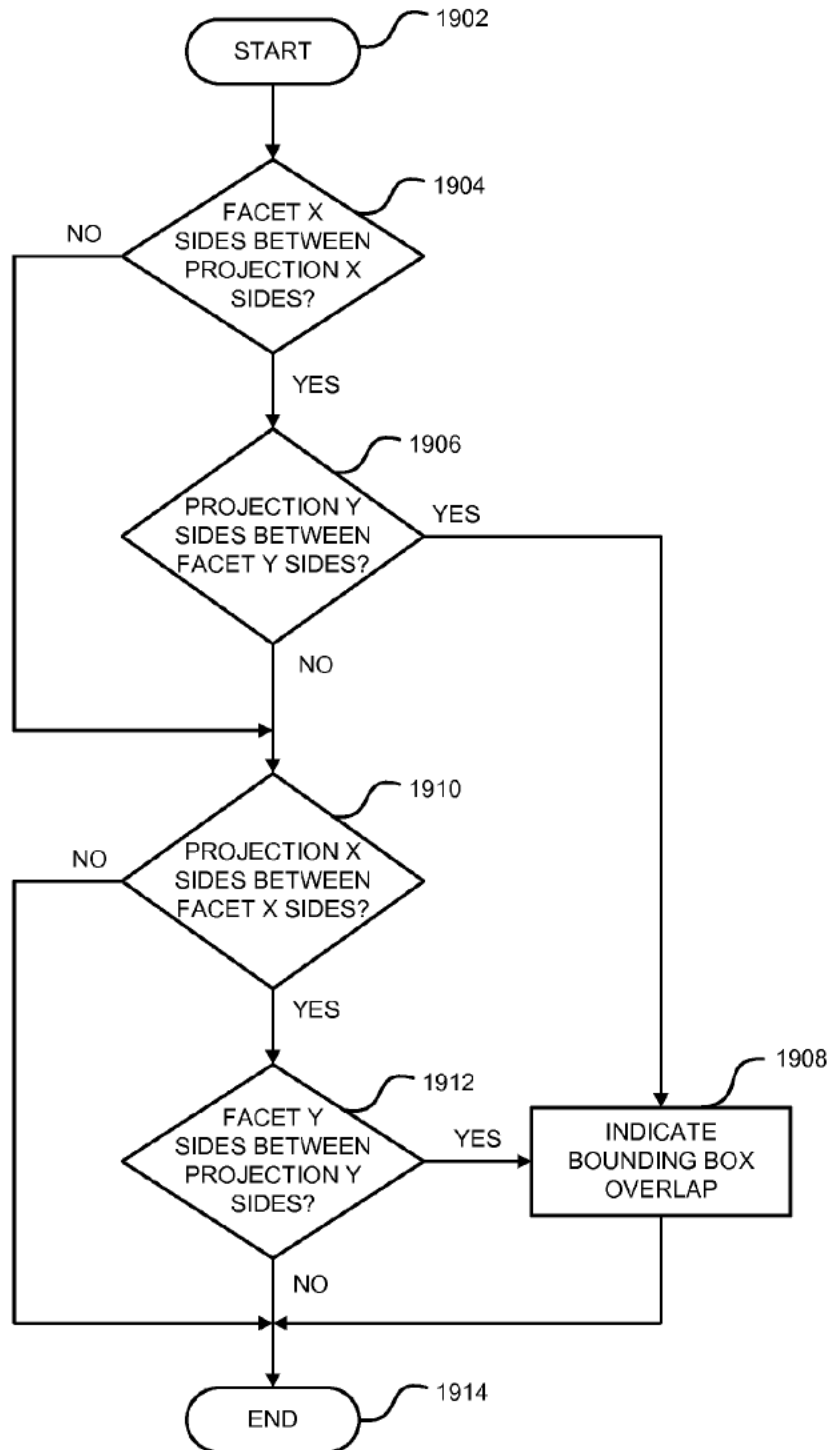 1902
START
1904
FACET X
SIDES BETWEEN
PROJECTION X
SIDES?
NO
YES
1906
PROJECTION Y
SIDES BETWEEN
FACET Y SIDES?
YES
NO
1910
PROJECTION X
SIDES BETWEEN
FACET X SIDES?
NO
YES
1912
FACET Y
SIDES BETWEEN
PROJECTION Y
SIDES?
YES
1908
INDICATE
BOUNDING BOX
OVERLAP
NO
END
1914